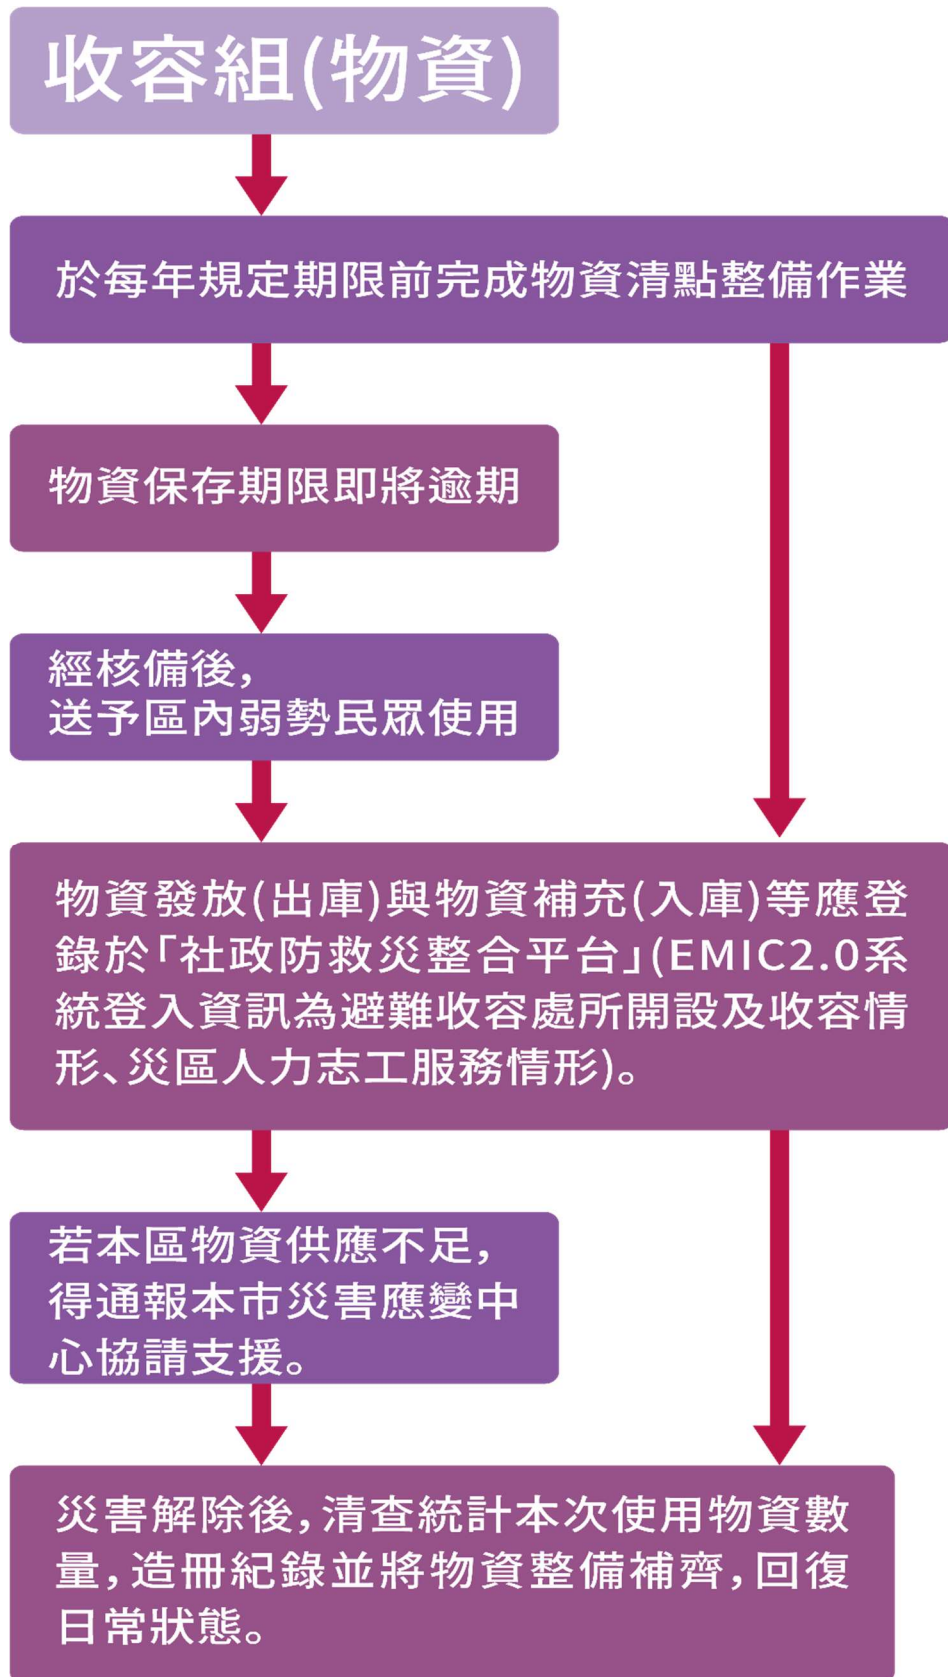 收容組(物資)
於每年規定期限前完成物資清點整備作業
物資保存期限即將逾期
經核備後,
送予區內弱勢民眾使用
物資發放(出庫)與物資補充(入庫)等應登
錄於「社政防救災整合平台」(EMIC2.0系
統登入資訊為避難收容處所開設及收容情
形、災區人力志工服務情形)。
若本區物資供應不足,
得通報本市災害應變中
心協請支援。
災害解除後,清查統計本次使用物資數
量,造冊紀錄並將物資整備補齊,回復
日常狀態。